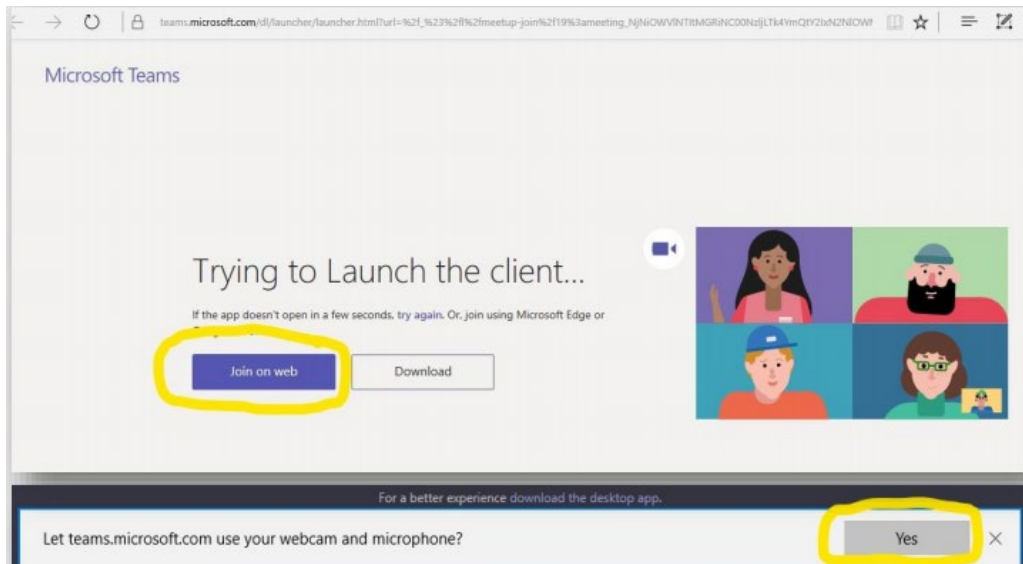 teams.microsoft.com/dl/launcher/launcher.html?url=%2f_%23%2fl%2fmeetup-join%2f19%3ameeting_
Microsoft Teams
Trying to Launch the client...
If the app doesn't open in a few seconds, try again. Or, join using Microsoft Edge or
Join on web
Download
For a better experience download the desktop app.
Let teams.microsoft.com use your webcam and microphone?
Yes